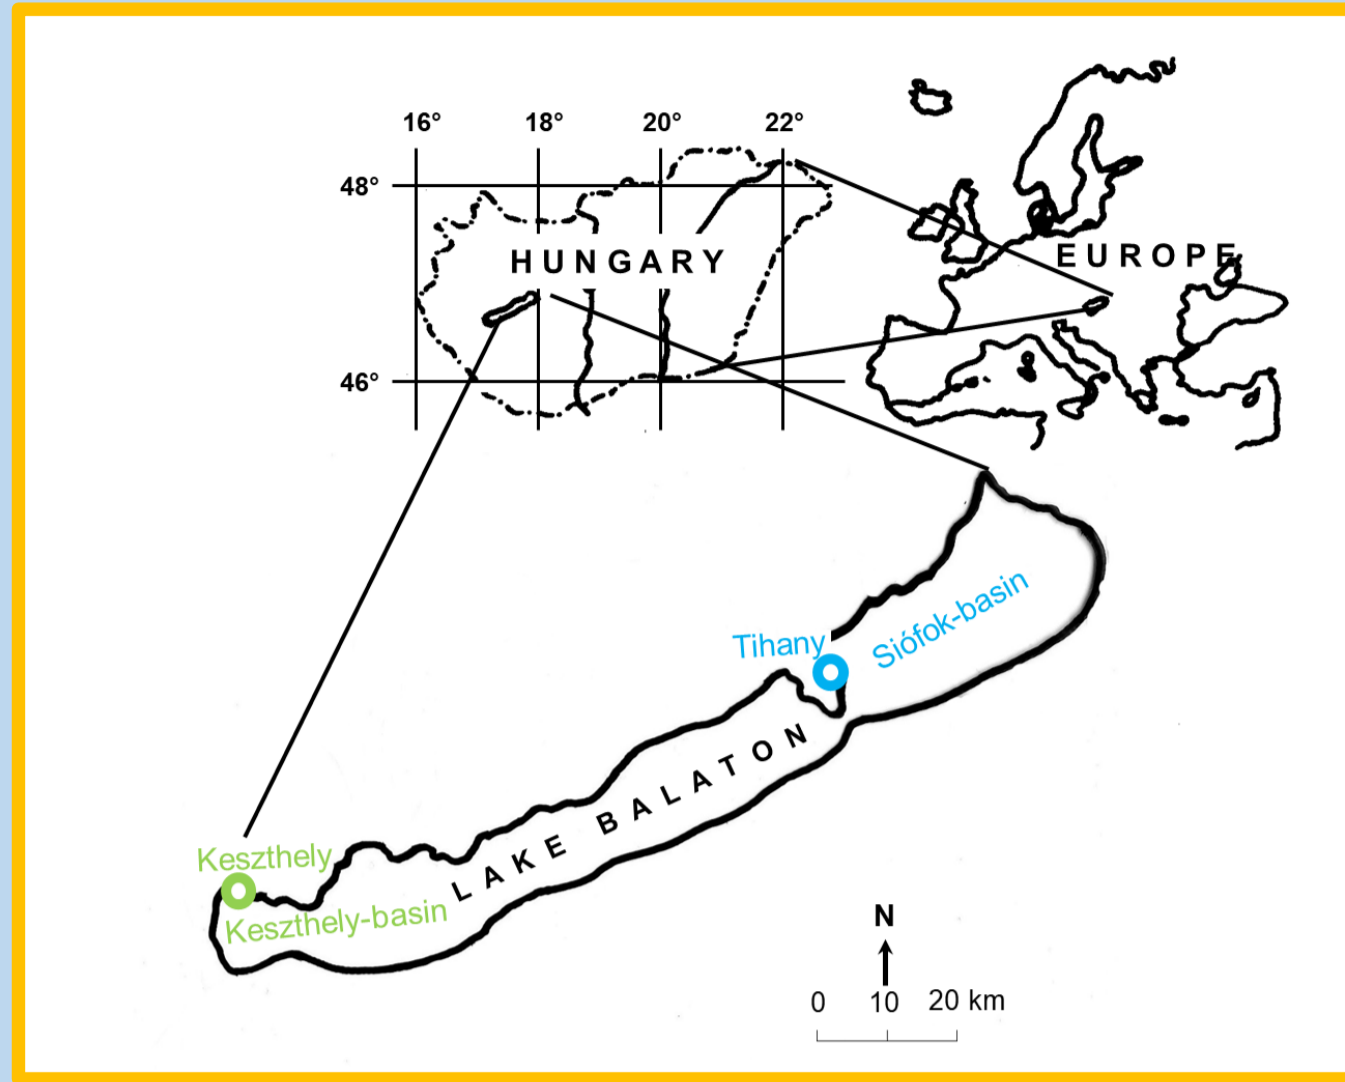 16° 18° 20° 22°
48°
HUNGARY
EUROPE
46°
Siófok-basin
Tihany
LAKE BALATON
Keszthely
Keszthely-basin
N
0 10 20 km